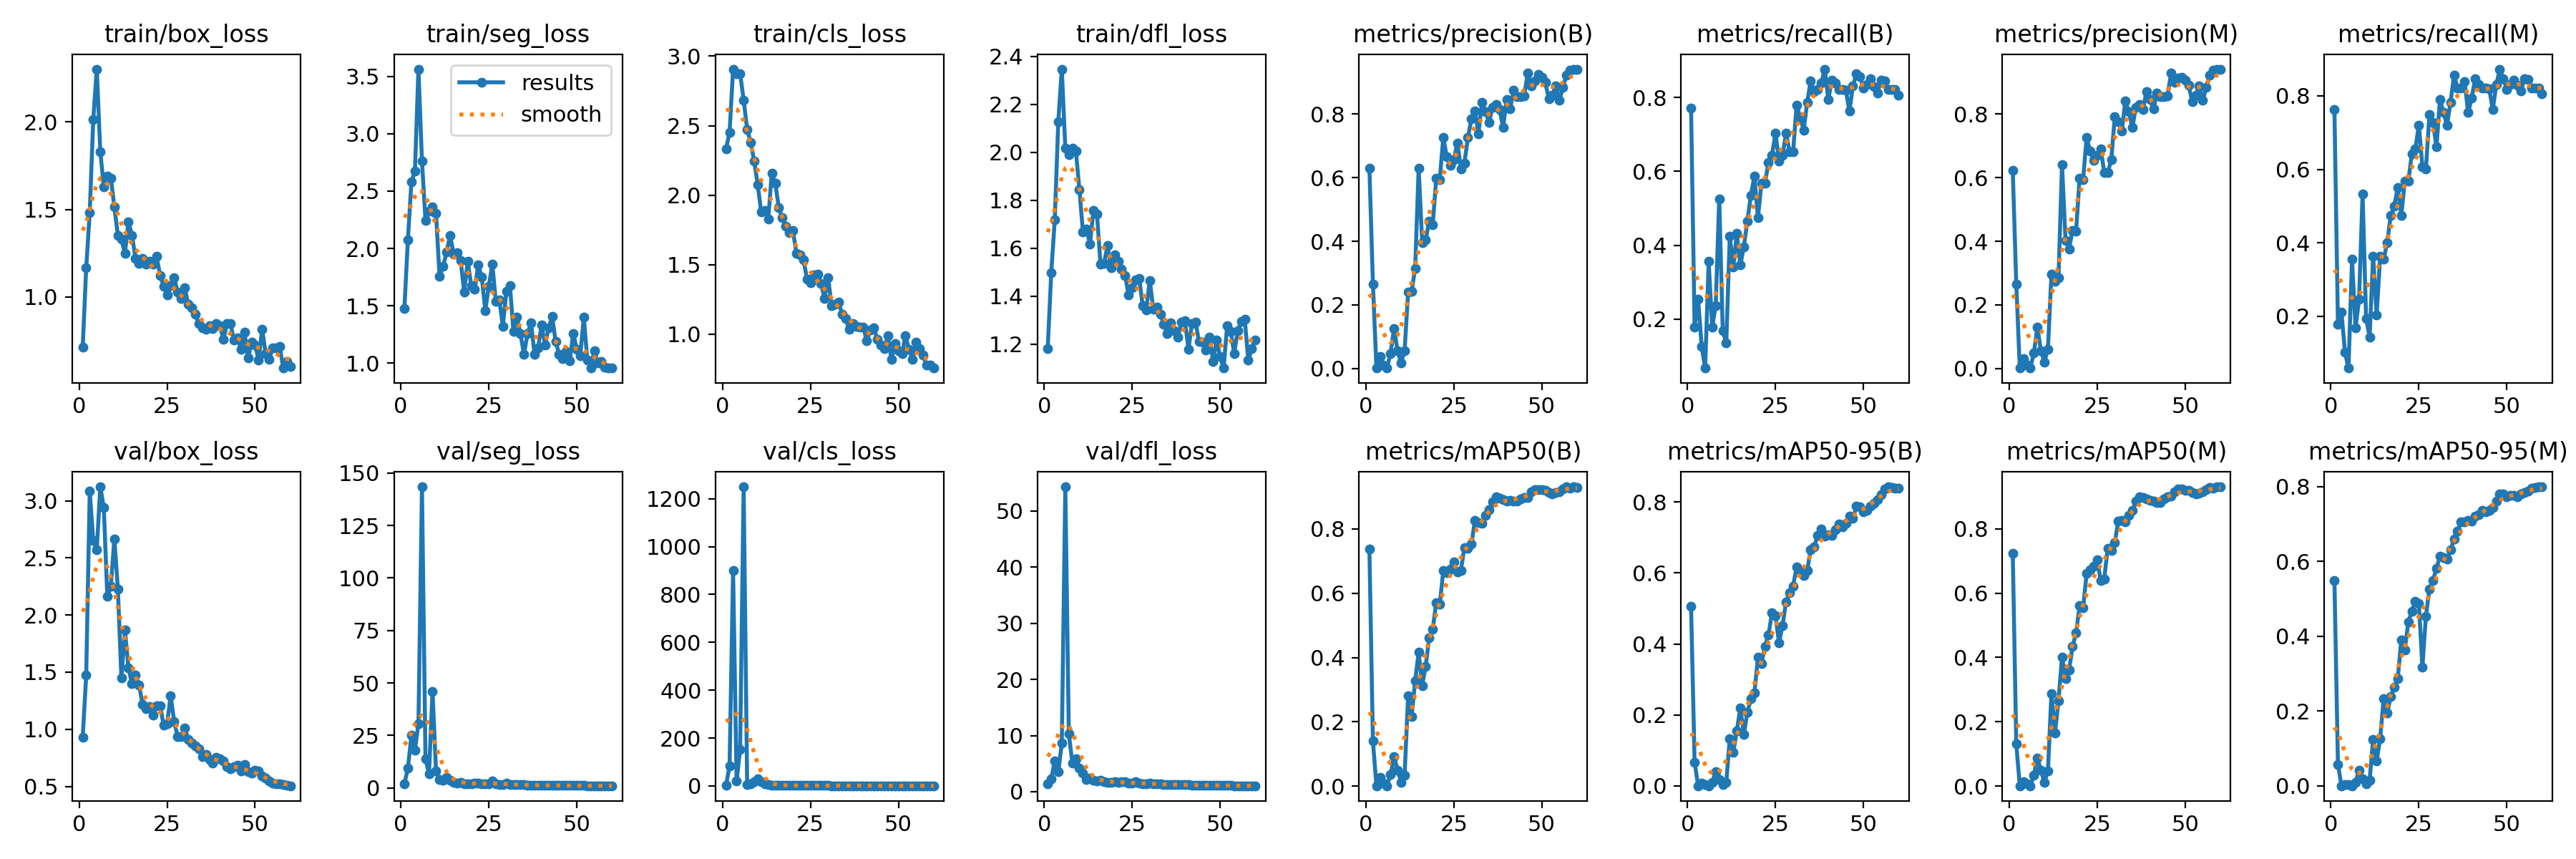 train/box_loss
train/seg_loss
train/cls_loss
train/dfl_loss
metrics/precision(B)
metrics/recall(B)
metrics/precision(M)
metrics/recall(M)
results
smooth
2.0
1.5
1.0
0 25 50
3.5
3.0
2.5
2.0
1.5
1.0
0 25 50
3.0
2.5
2.0
1.5
1.0
0 25 50
2.4
2.2
2.0
1.8
1.6
1.4
1.2
0 25 50
0.8
0.6
0.4
0.2
0.0
0 25 50
0.8
0.6
0.4
0.2
0 25 50
0.8
0.6
0.4
0.2
0.0
0 25 50
0.8
0.6
0.4
0.2
0 25 50
val/box_loss
val/seg_loss
val/cls_loss
val/dfl_loss
metrics/mAP50(B)
metrics/mAP50-95(B)
metrics/mAP50(M)
metrics/mAP50-95(M)
3.0
2.5
2.0
1.5
1.0
0.5
0 25 50
150
125
100
75
50
25
0
0 25 50
1200
1000
800
600
400
200
0
0 25 50
50
40
30
20
10
0
0 25 50
0.8
0.6
0.4
0.2
0.0
0 25 50
0.8
0.6
0.4
0.2
0.0
0 25 50
0.8
0.6
0.4
0.2
0.0
0 25 50
0.8
0.6
0.4
0.2
0.0
0 25 50